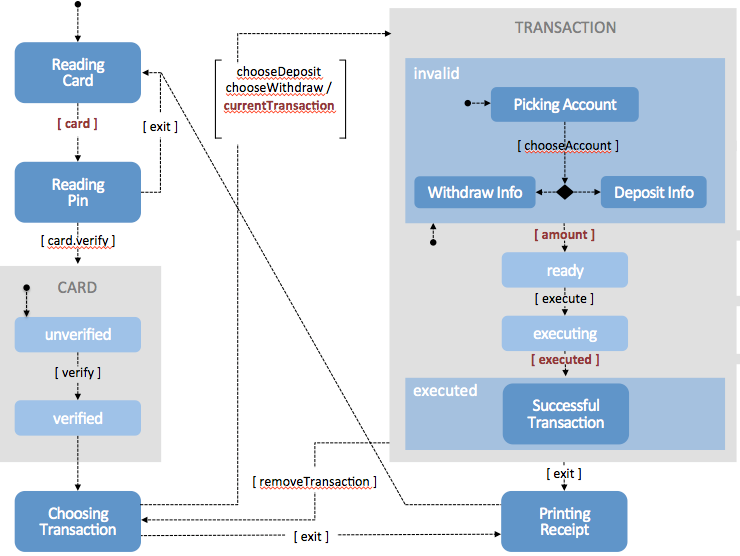 Reading
Card
[ card ]
[ exit ]
Reading
Pin
[ card.verify ]
CARD
unverified
[ verify ]
verified
Choosing
Transaction
chooseDeposit
chooseWithdraw /
currentTransaction
TRANSACTION
invalid
Picking Account
[ chooseAccount ]
Withdraw Info
Deposit Info
[ amount ]
ready
[ execute ]
executing
[ executed ]
executed
Successful
Transaction
[ removeTransaction ]
[ exit ]
Printing
Receipt
[ exit ]